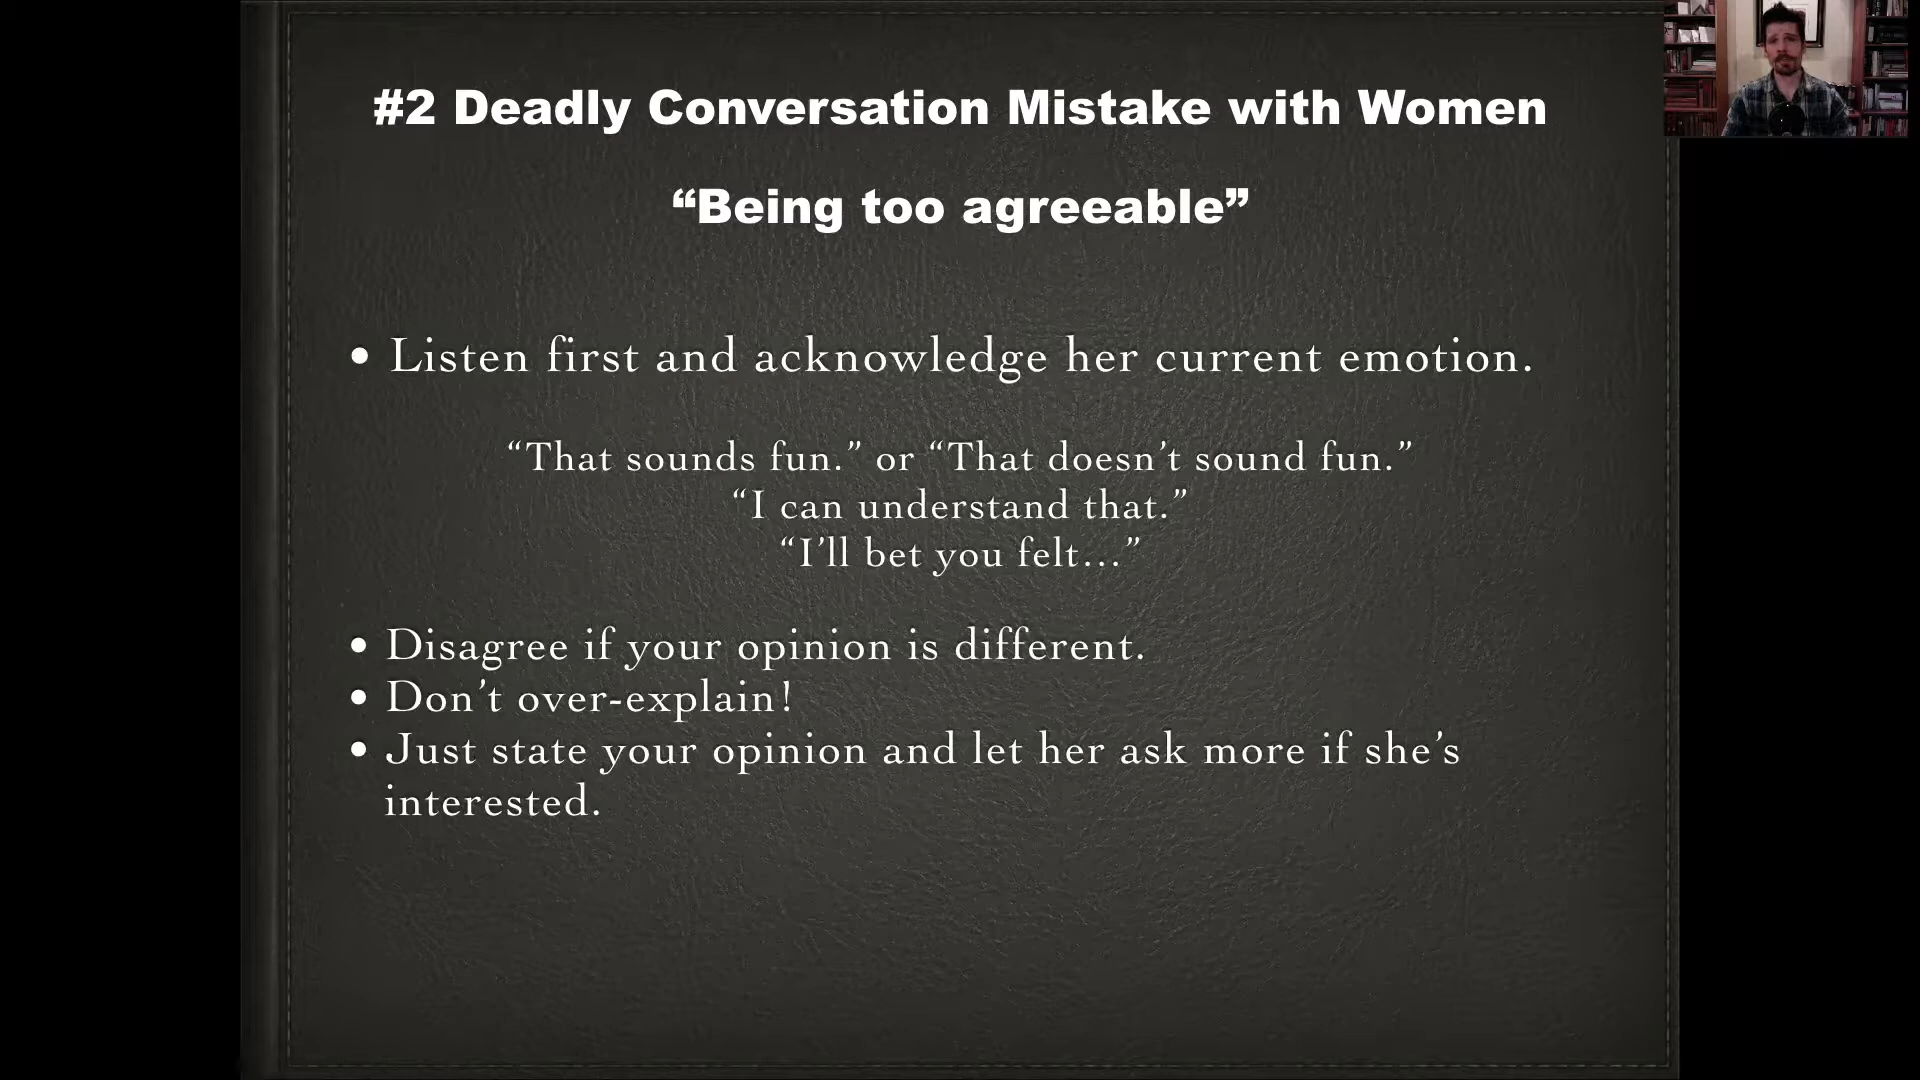 #2 Deadly Conversation Mistake with Women
“Being too agreeable”
• Listen first and acknowledge her current emotion.
“That sounds fun.” or “That doesn’t sound fun.”
“I can understand that.”
“I’ll bet you felt…”
• Disagree if your opinion is different.
• Don’t over-explain!
• Just state your opinion and let her ask more if she’s
interested.